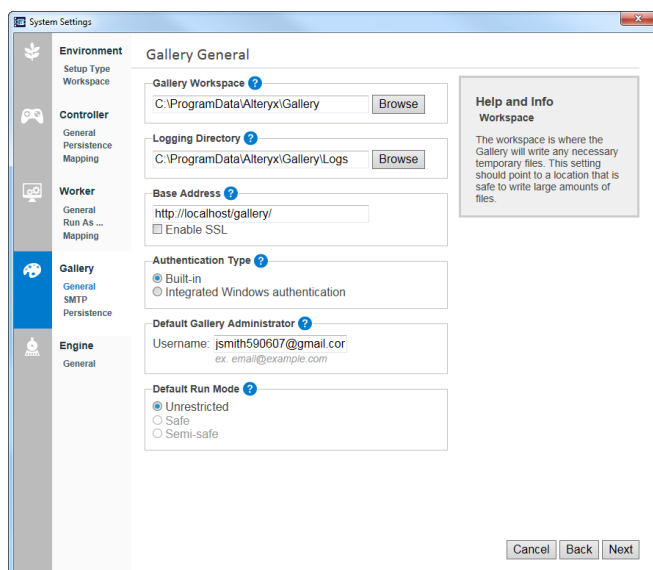 System Settings
Environment
Setup Type
Workspace
Controller
General
Persistence
Mapping
Worker
General
Run As ...
Mapping
Gallery
General
SMTP
Persistence
Engine
General
Gallery General
Gallery Workspace ?
C:\ProgramData\Alteryx\Gallery Browse
Logging Directory ?
C:\ProgramData\Alteryx\Gallery\Logs Browse
Base Address ?
http://localhost/gallery/
Enable SSL
Authentication Type ?
Built-in
Integrated Windows authentication
Default Gallery Administrator ?
Username: jsmith590607@gmail.cor
ex. email@example.com
Default Run Mode ?
Unrestricted
Safe
Semi-safe
Help and Info
Workspace
The workspace is where the
Gallery will write any necessary
temporary files. This setting
should point to a location that is
safe to write large amounts of
files.
Cancel Back Next